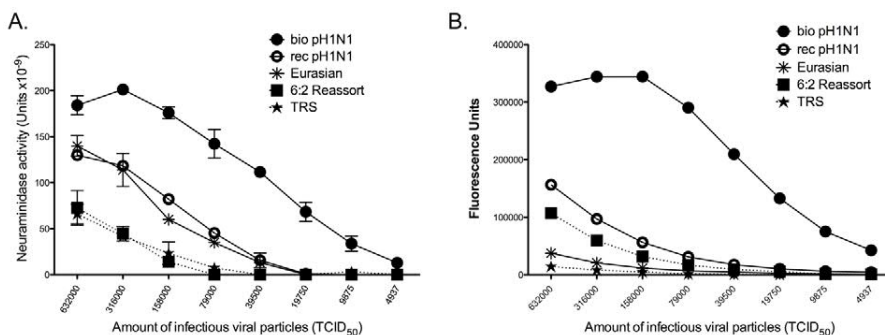 A.
bio pH1N1
rec pH1N1
Eurasian
6:2 Reassort
TRS
Neuraminidase activity (Units x10-9)
250
200
150
100
50
0
632000
316000
158000
79000
39500
19750
9875
4937
Amount of infectious viral particles (TCID50)
B.
bio pH1N1
rec pH1N1
Eurasian
6:2 Reassort
TRS
Fluorescence Units
400000
300000
200000
100000
0
632000
316000
158000
79000
39500
19750
9875
4937
Amount of infectious viral particles (TCID50)